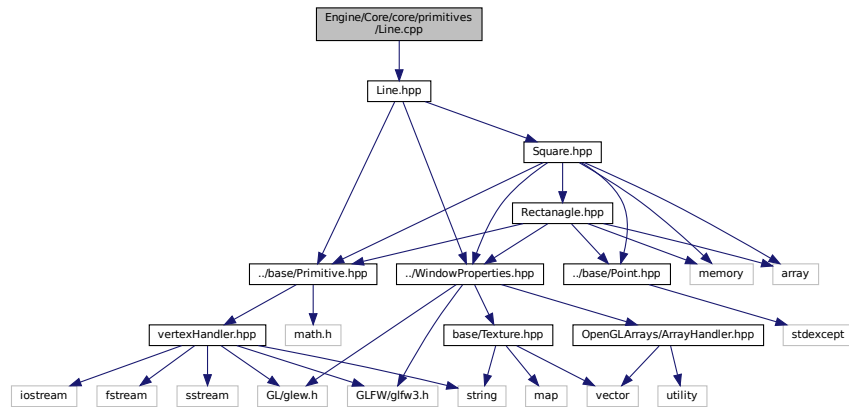 Engine/Core/core/primitives
/Line.cpp
Line.hpp
Square.hpp
Rectanagle.hpp
../base/Primitive.hpp
../WindowProperties.hpp
../base/Point.hpp
memory
array
vertexHandler.hpp
math.h
base/Texture.hpp
OpenGLArrays/ArrayHandler.hpp
stdexcept
iostream
fstream
sstream
GL/glew.h
GLFW/glfw3.h
string
map
vector
utility